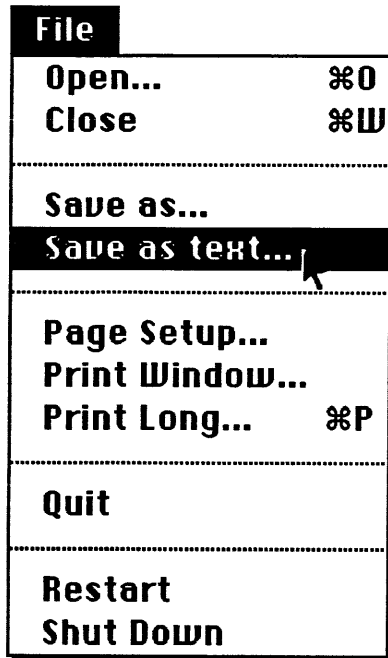 File
Open... ⌘O
Close ⌘W
Save as...
Save as text...
Page Setup...
Print Window...
Print Long... ⌘P
Quit
Restart
Shut Down